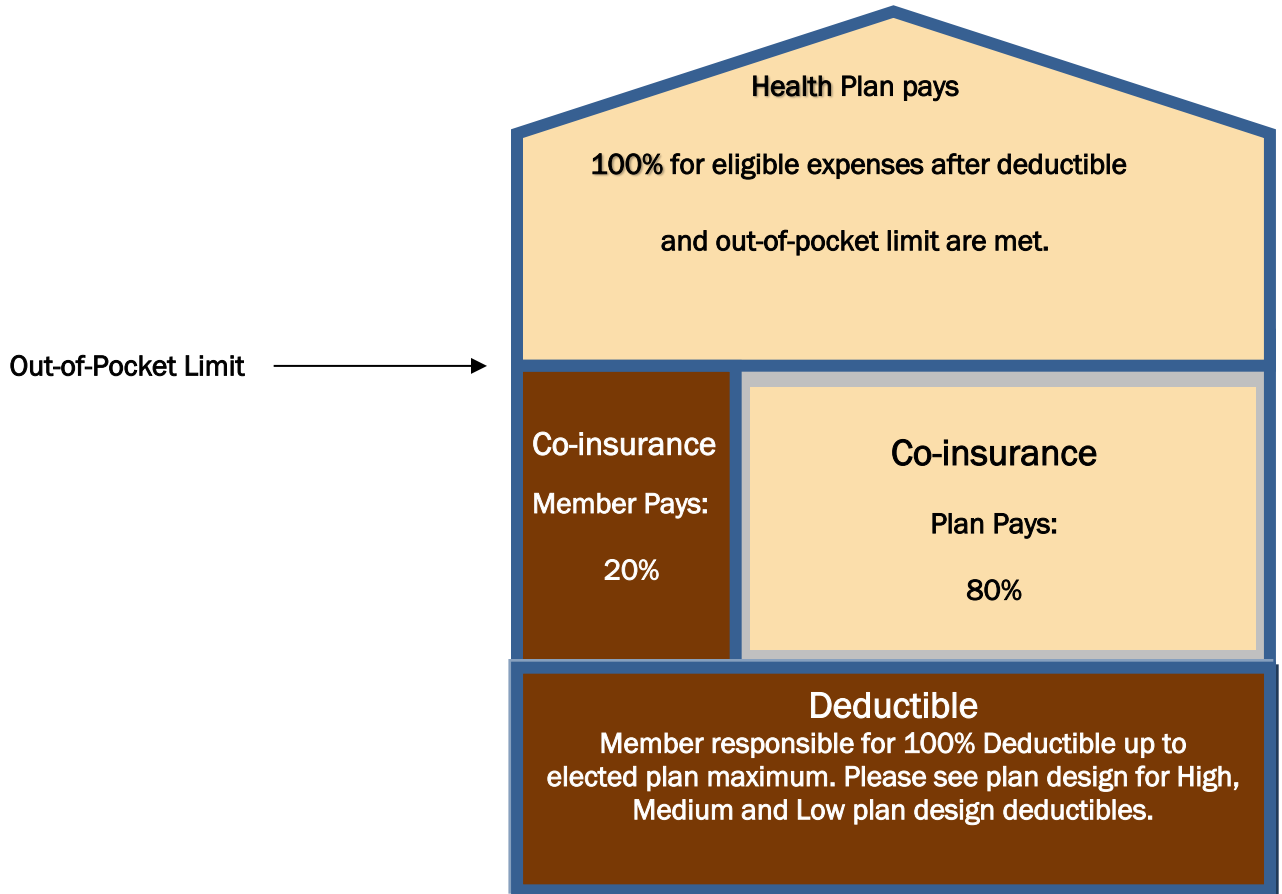 Health Plan pays
100% for eligible expenses after deductible
and out-of-pocket limit are met.
Out-of-Pocket Limit
Co-insurance
Member Pays:
20%
Co-insurance
Plan Pays:
80%
Deductible
Member responsible for 100% Deductible up to
elected plan maximum. Please see plan design for High,
Medium and Low plan design deductibles.